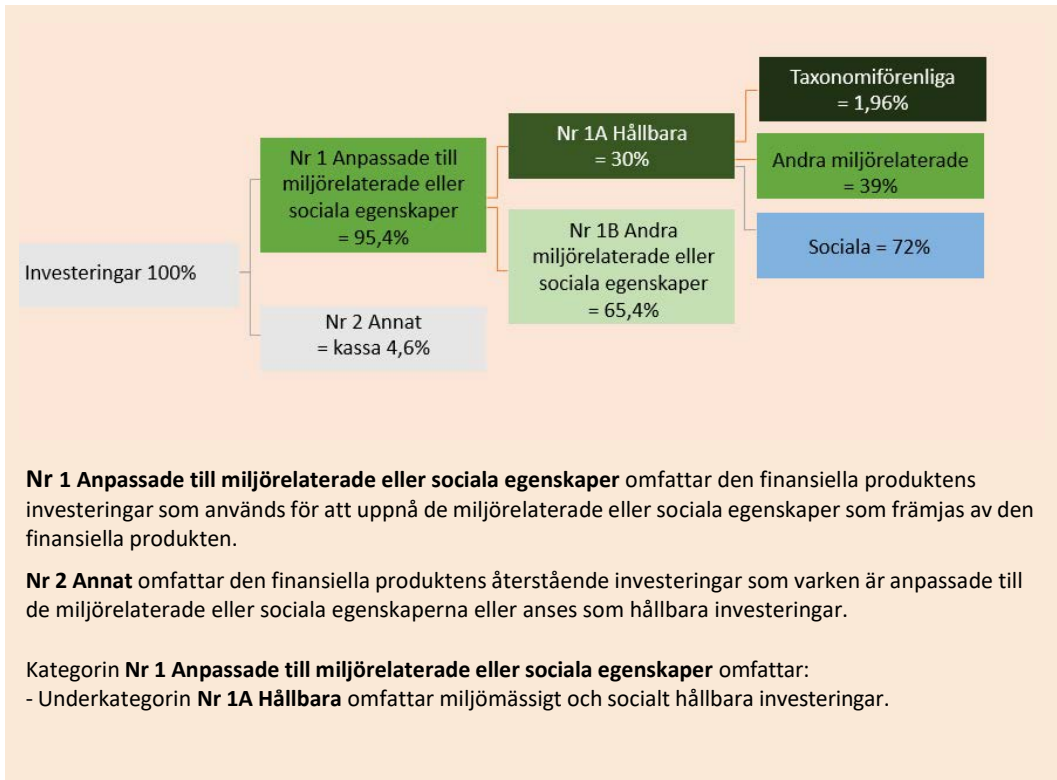 Investeringar 100%
Nr 1 Anpassade till
miljörelaterade eller
sociala egenskaper
= 95,4%
Nr 2 Annat
= kassa 4,6%
Nr 1A Hållbara
= 30%
Nr 1B Andra
miljörelaterade eller
sociala egenskaper
= 65,4%
Taxonomiförenliga
= 1,96%
Andra miljörelaterade
= 39%
Sociala = 72%
Nr 1 Anpassade till miljörelaterade eller sociala egenskaper omfattar den finansiella produktens
investeringar som används för att uppnå de miljörelaterade eller sociala egenskaper som främjas av den
finansiella produkten.
Nr 2 Annat omfattar den finansiella produktens återstående investeringar som varken är anpassade till
de miljörelaterade eller sociala egenskaperna eller anses som hållbara investeringar.
Kategorin Nr 1 Anpassade till miljörelaterade eller sociala egenskaper omfattar:
- Underkategorin Nr 1A Hållbara omfattar miljömässigt och socialt hållbara investeringar.